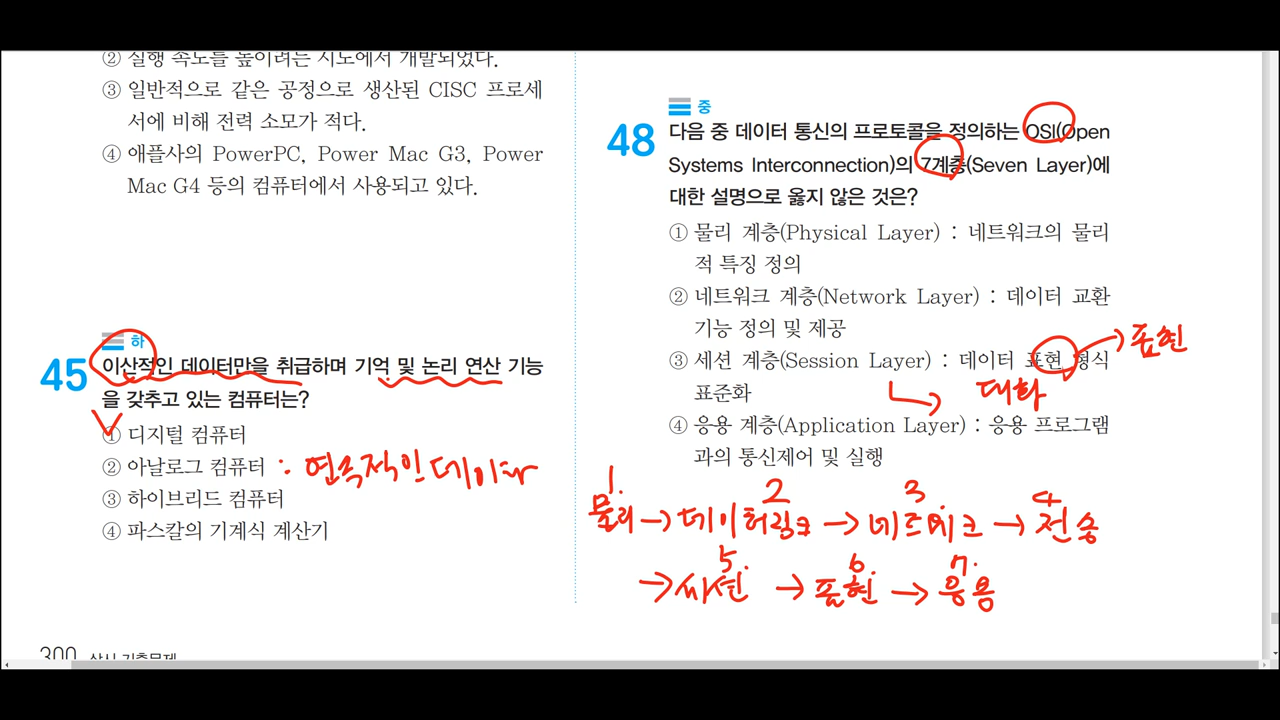 ② 실행 속도를 높이려는 시도에서 개발되었다.
③ 일반적으로 같은 공정으로 생산된 CISC 프로세
서에 비해 전력 소모가 적다.
④ 애플사의 PowerPC, Power Mac G3, Power
Mac G4 등의 컴퓨터에서 사용되고 있다.
하
45 이산적인 데이터만을 취급하며 기억 및 논리 연산 기능
을 갖추고 있는 컴퓨터는?
① 디지털 컴퓨터
② 아날로그 컴퓨터 : 연속적인 데이타
③ 하이브리드 컴퓨터
④ 파스칼의 기계식 계산기
300 상시 기출문제
중
48 다음 중 데이터 통신의 프로토콜을 정의하는 OSI(Open
Systems Interconnection)의 7계층(Seven Layer)에
대한 설명으로 옳지 않은 것은?
① 물리 계층(Physical Layer) : 네트워크의 물리
적 특징 정의
② 네트워크 계층(Network Layer) : 데이터 교환
기능 정의 및 제공
③ 세션 계층(Session Layer) : 데이터 표현 형식 → 표현
표준화 → 대화
④ 응용 계층(Application Layer) : 응용 프로그램
과의 통신제어 및 실행
1. 2 3. 4
물리 → 데이터링크 → 네트워크 → 전송
5. 6. 7.
→ 세션 → 표현 → 응용